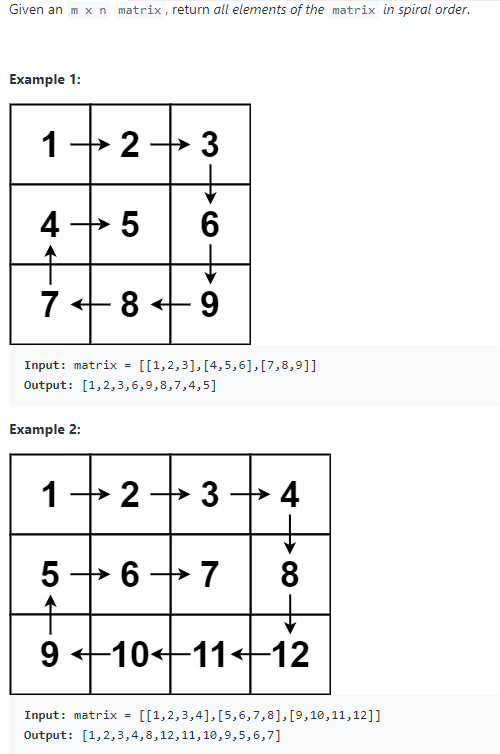 Given an m x n matrix, return all elements of the matrix in spiral order.
Example 1:
1 2 3
4 5 6
7 8 9
Input: matrix = [[1,2,3],[4,5,6],[7,8,9]]
Output: [1,2,3,6,9,8,7,4,5]
Example 2:
1 2 3 4
5 6 7 8
9 10 11 12
Input: matrix = [[1,2,3,4],[5,6,7,8],[9,10,11,12]]
Output: [1,2,3,4,8,12,11,10,9,5,6,7]